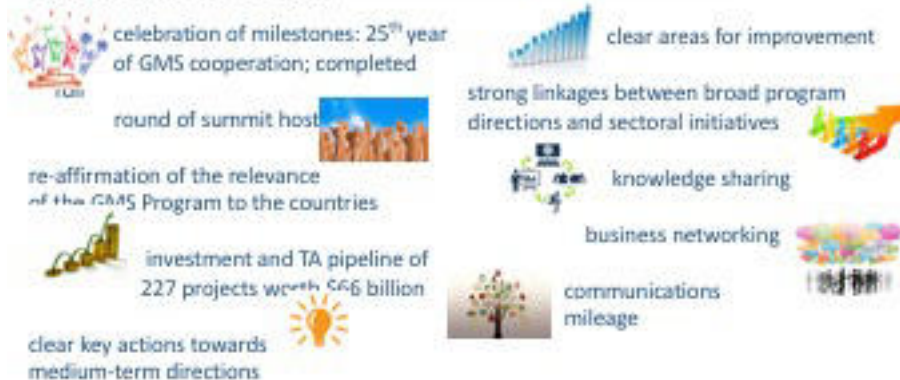 celebration of milestones: 25th year
of GMS cooperation; completed
full
round of summit host
re-affirmation of the relevance
of the GMS Program to the countries
investment and TA pipeline of
227 projects worth $66 billion
clear key actions towards
medium-term directions
clear areas for improvement
strong linkages between broad program
directions and sectoral initiatives
knowledge sharing
business networking
communications
mileage